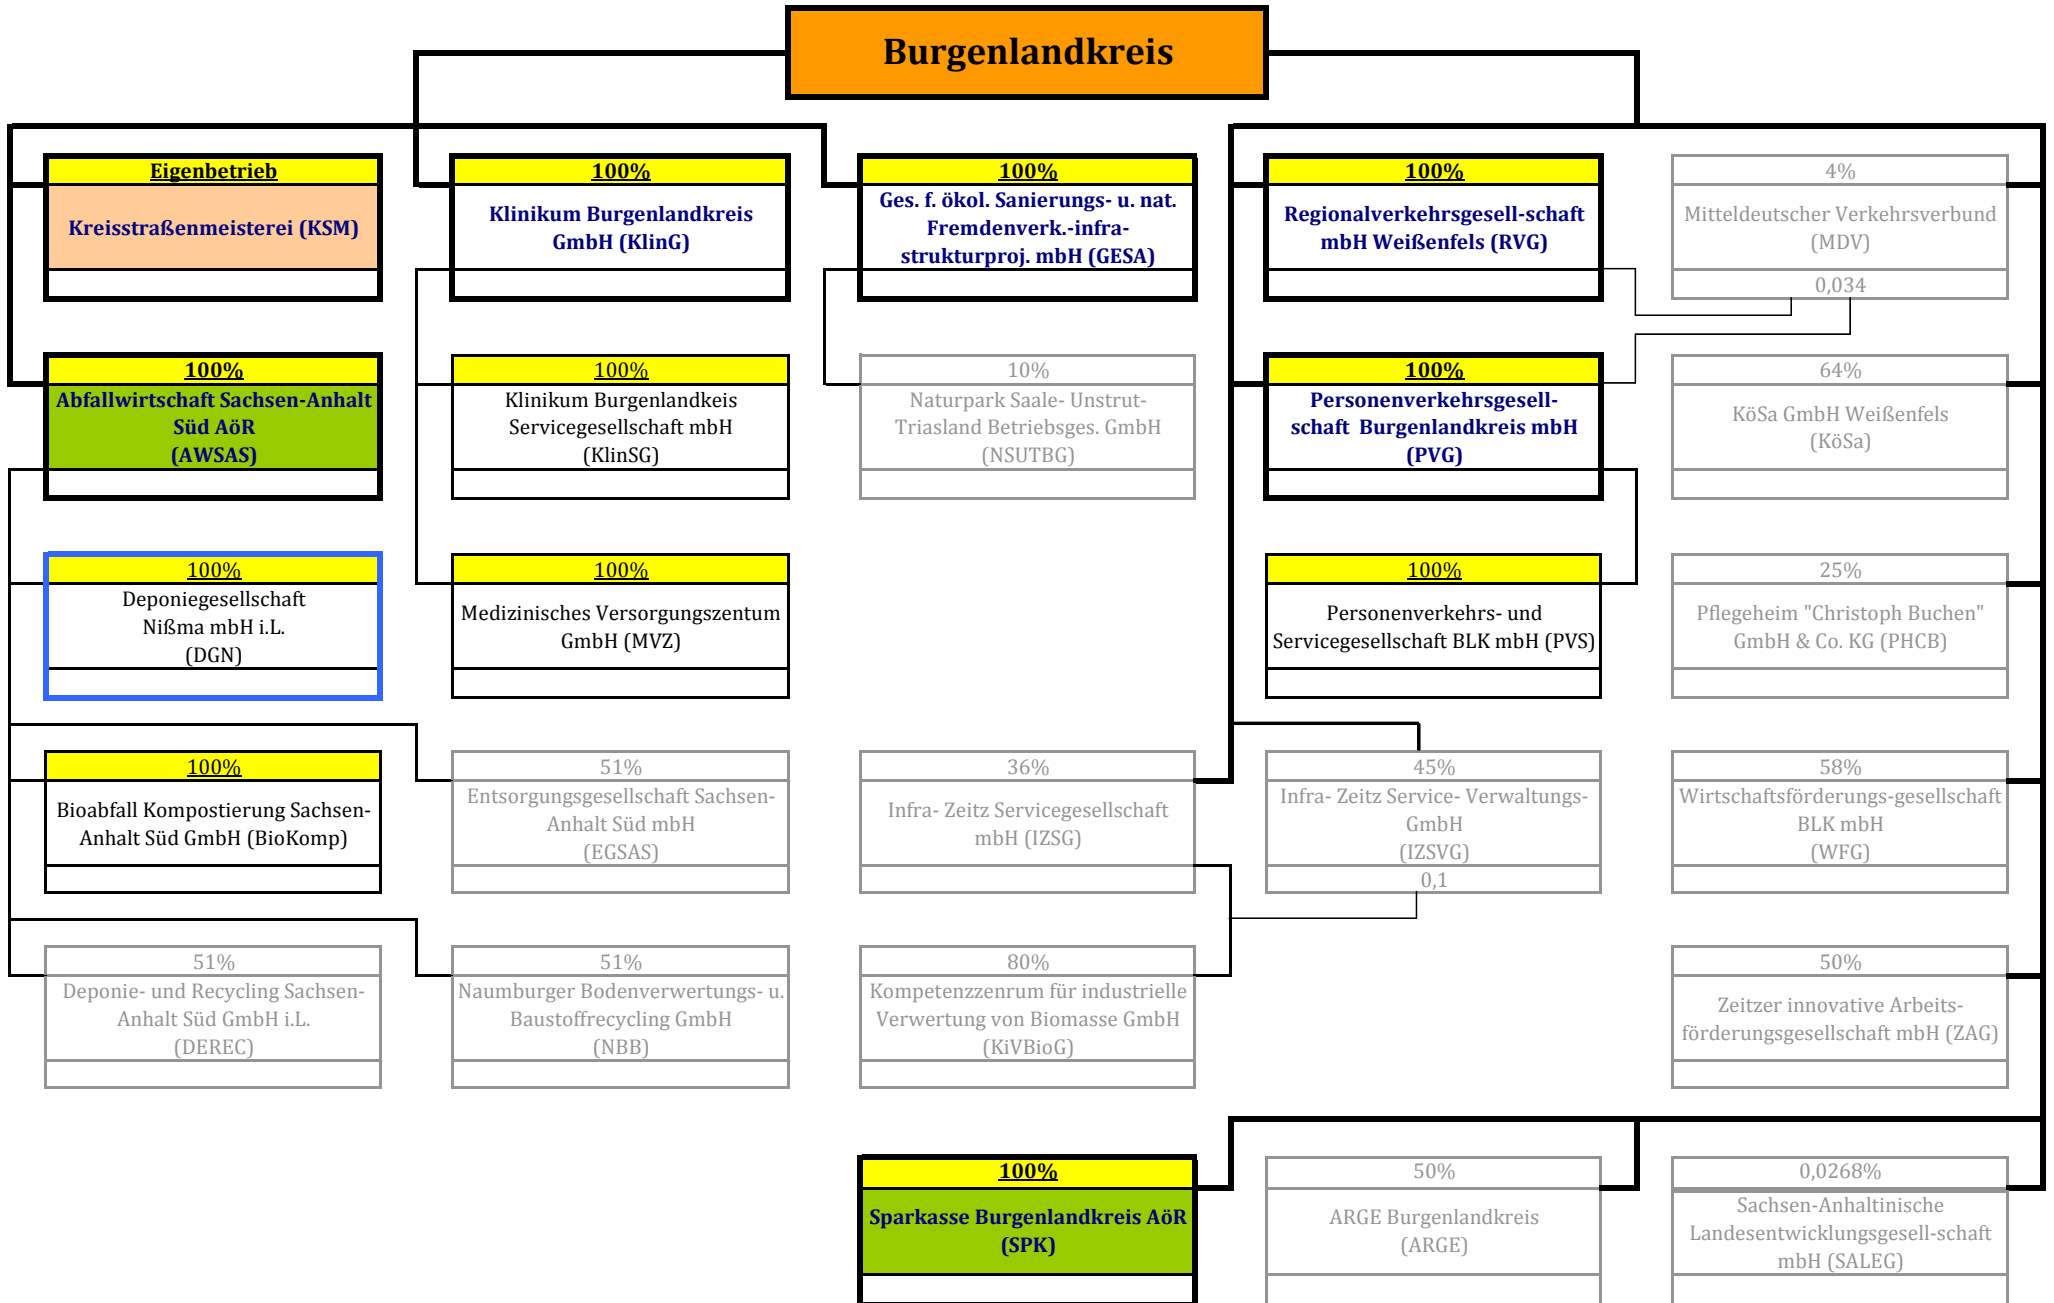 Burgenlandkreis
Eigenbetrieb
Kreisstraßenmeisterei (KSM)
100%
Klinikum Burgenlandkreis
GmbH (KlinG)
100%
Ges. f. ökol. Sanierungs- u. nat.
Fremdenverk.-infra-
strukturproj. mbH (GESA)
100%
Regionalverkehrsgesell-schaft
mbH Weißenfels (RVG)
4%
Mitteldeutscher Verkehrsverbund
(MDV)
0,034
100%
Abfallwirtschaft Sachsen-Anhalt
Süd AöR
(AWSAS)
100%
Klinikum Burgenlandkeis
Servicegesellschaft mbH
(KlinSG)
10%
Naturpark Saale- Unstrut-
Triasland Betriebsges. GmbH
(NSUTBG)
100%
Personenverkehrsgesell-
schaft Burgenlandkreis mbH
(PVG)
64%
KöSa GmbH Weißenfels
(KöSa)
100%
Deponiegesellschaft
Nißma mbH i.L.
(DGN)
100%
Medizinisches Versorgungszentum
GmbH (MVZ)
100%
Personenverkehrs- und
Servicegesellschaft BLK mbH (PVS)
25%
Pflegeheim "Christoph Buchen"
GmbH & Co. KG (PHCB)
100%
Bioabfall Kompostierung Sachsen-
Anhalt Süd GmbH (BioKomp)
51%
Entsorgungsgesellschaft Sachsen-
Anhalt Süd mbH
(EGSAS)
36%
Infra- Zeitz Servicegesellschaft
mbH (IZSG)
45%
Infra- Zeitz Service- Verwaltungs-
GmbH
(IZSVG)
0,1
58%
Wirtschaftsförderungs-gesellschaft
BLK mbH
(WFG)
51%
Deponie- und Recycling Sachsen-
Anhalt Süd GmbH i.L.
(DEREC)
51%
Naumburger Bodenverwertungs- u.
Baustoffrecycling GmbH
(NBB)
80%
Kompetenzzenrum für industrielle
Verwertung von Biomasse GmbH
(KiVBioG)
50%
Zeitzer innovative Arbeits-
förderungsgesellschaft mbH (ZAG)
100%
Sparkasse Burgenlandkreis AöR
(SPK)
50%
ARGE Burgenlandkreis
(ARGE)
0,0268%
Sachsen-Anhaltinische
Landesentwicklungsgesell-schaft
mbH (SALEG)